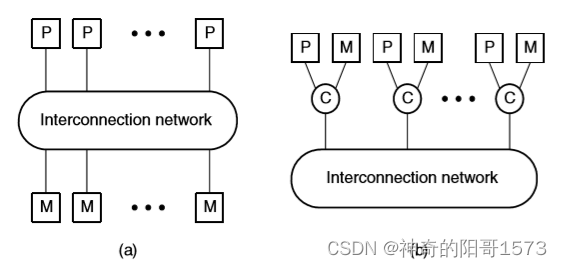 P P ••• P
Interconnection network
M M ••• M
(a)
P M P M P M
C C ••• C
Interconnection network
(b)
CSDN @神奇的阳哥1573